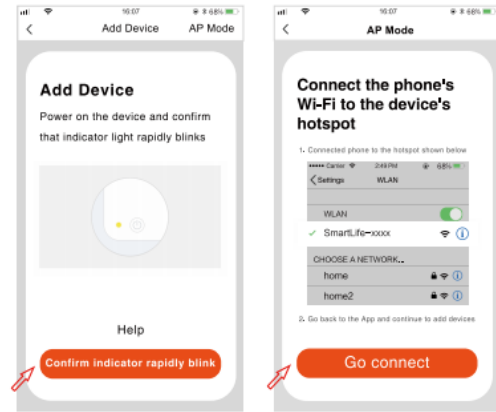 16:07
68%
Add Device
AP Mode
Add Device
Power on the device and confirm
that indicator light rapidly blinks
Help
Confirm indicator rapidly blink
16:07
68%
AP Mode
Connect the phone's
Wi-Fi to the device's
hotspot
1. Connected phone to the hotspot shown below
Carrier
2:49 PM
68%
Settings
WLAN
WLAN
SmartLife-xxxx
CHOOSE A NETWORK...
home
home2
2. Go back to the App and continue to add devices
Go connect